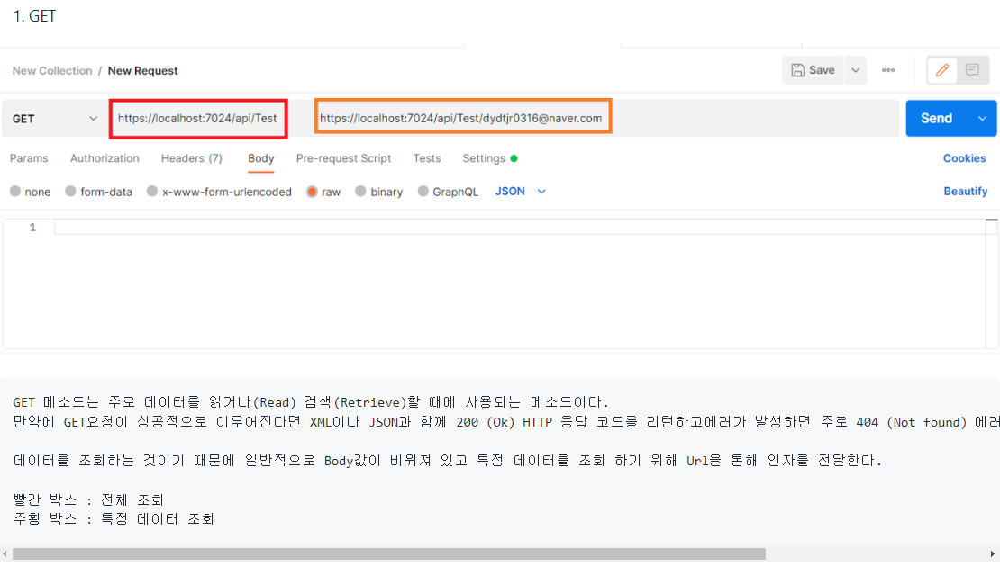 1. GET
New Collection / New Request
Save
GET
https://localhost:7024/api/Test
https://localhost:7024/api/Test/dydtjr0316@naver.com
Send
Params Authorization Headers (7) Body Pre-request Script Tests Settings Cookies
none form-data x-www-form-urlencoded raw binary GraphQL JSON Beautify
1
GET 메소드는 주로 데이터를 읽거나(Read) 검색(Retrieve)할 때에 사용되는 메소드이다.
만약에 GET요청이 성공적으로 이루어진다면 XML이나 JSON과 함께 200 (Ok) HTTP 응답 코드를 리턴하고에러가 발생하면 주로 404 (Not found) 에러
데이터를 조회하는 것이기 때문에 일반적으로 Body값이 비워져 있고 특정 데이터를 조회 하기 위해 Url을 통해 인자를 전달한다.
빨간 박스 : 전체 조회
주황 박스 : 특정 데이터 조회